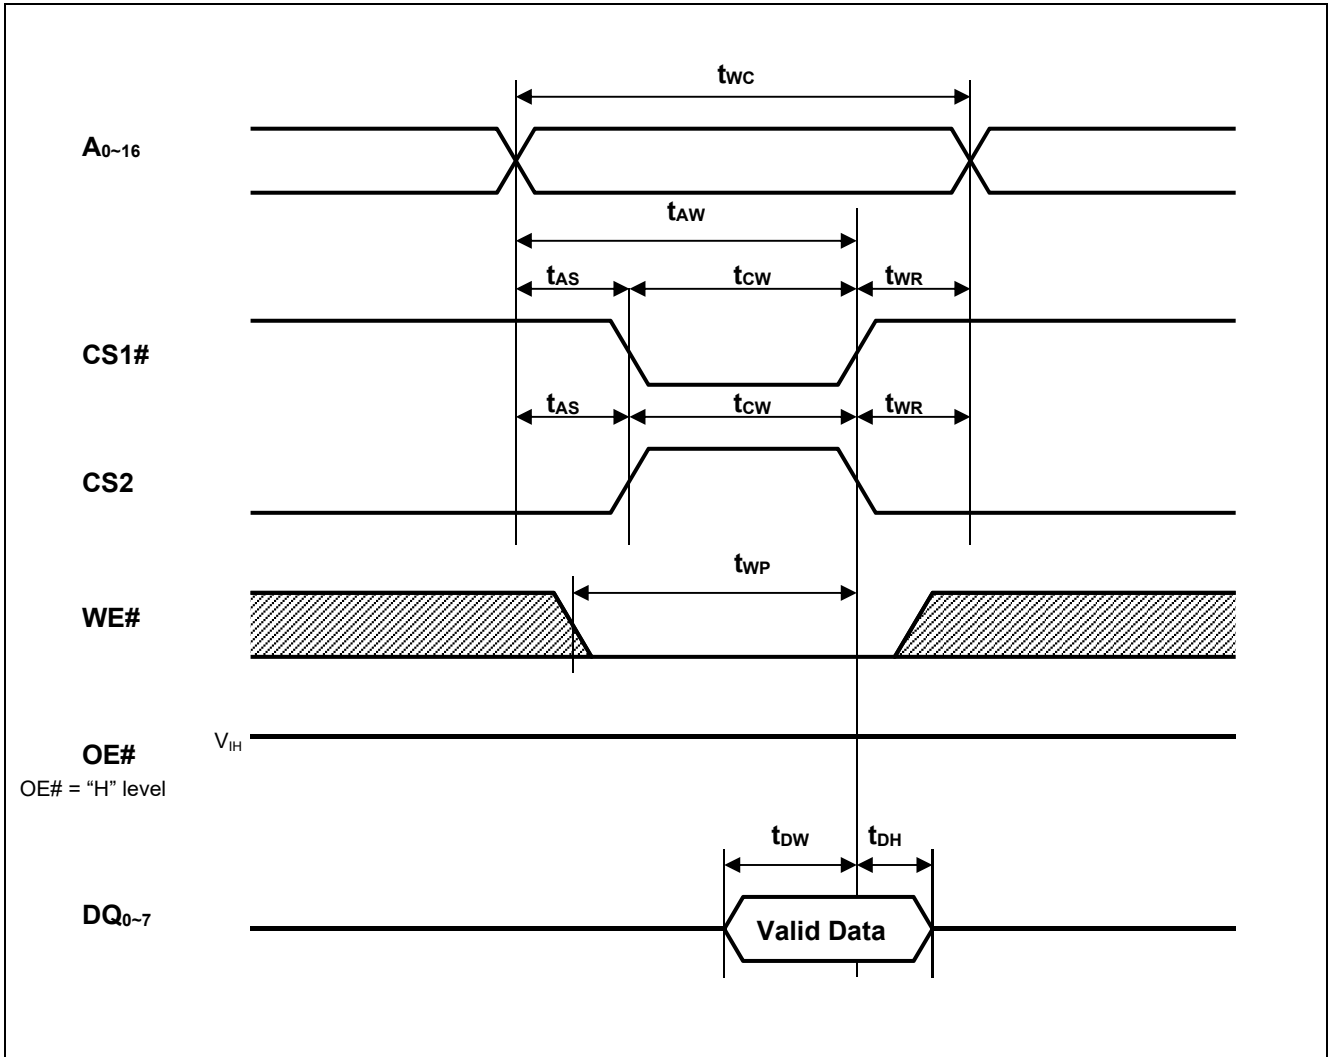 tWC
A0~16
tAW
tAS tCW tWR
CS1#
tAS tCW tWR
CS2
tWP
WE#
VIH
OE#
OE# = “H” level
tDW tDH
DQ0~7
Valid Data